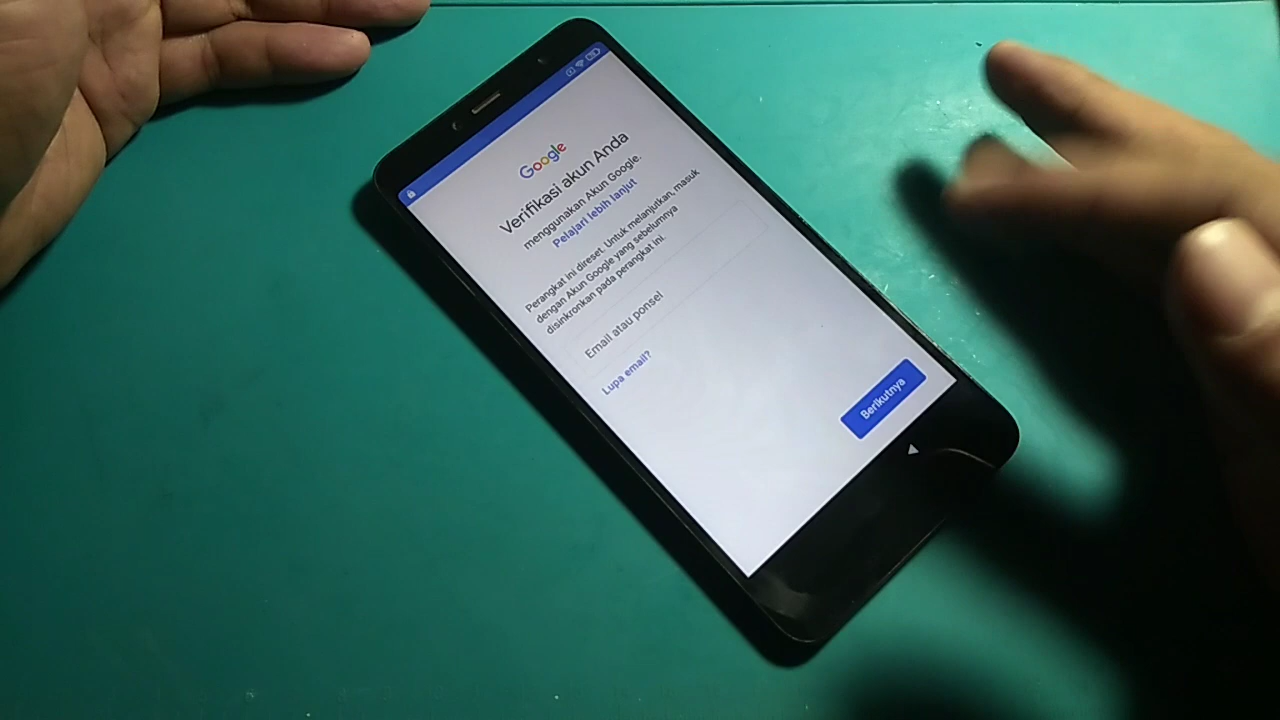 Google
Verifikasi akun Anda
menggunakan Akun Google.
Pelajari lebih lanjut
Perangkat ini direset. Untuk melanjutkan, masuk
dengan Akun Google yang sebelumnya
disinkronkan pada perangkat ini.
Email atau ponsel
Lupa email?
Berikutnya